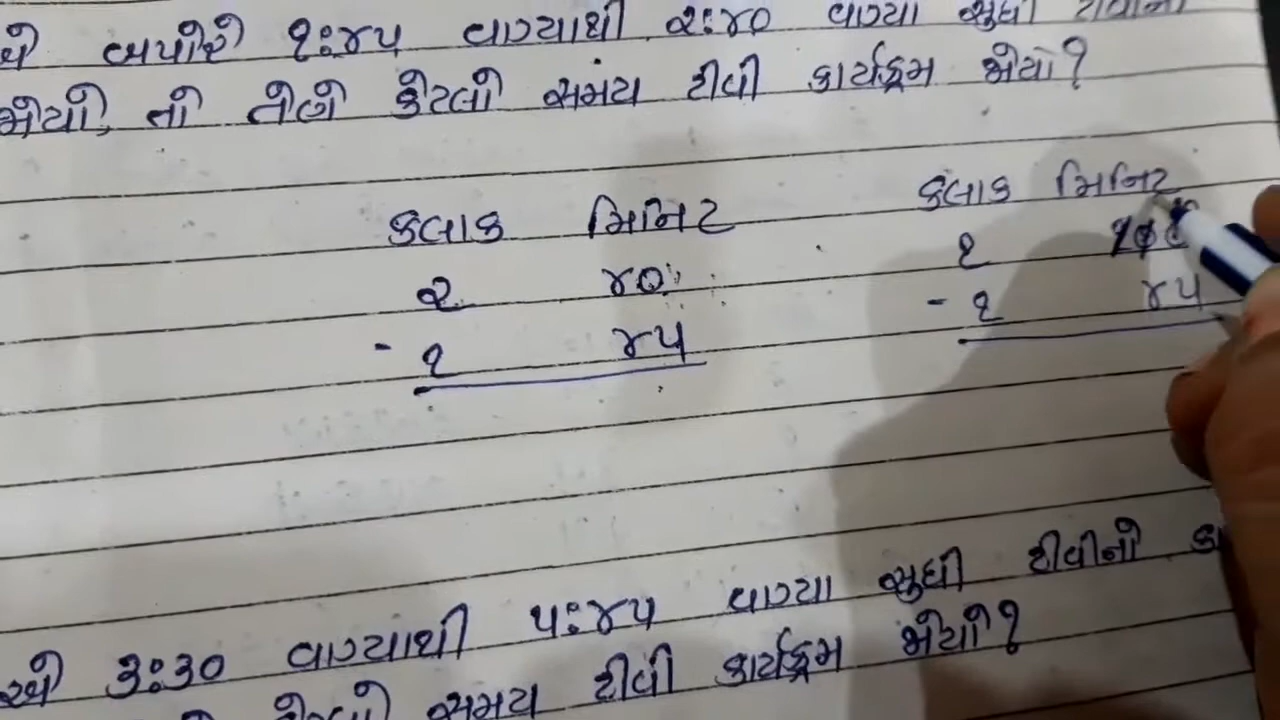 બપોરે ૧:૪૫ વાગ્યાથી ૨:૪૦ વાગ્યા સુધી
જોયો, તો તેણે કેટલો સમય ટીવી કાર્યક્રમ જોયો?
કલાક મિનિટ
૨ ૪૦
- ૧ ૪૫
કલાક મિનિટ
૧ ૧૦૦
- ૧ ૪૫
૩:૩૦ વાગ્યાથી ૫:૪૫ વાગ્યા સુધી ટીવીનો
સમય ટીવી કાર્યક્રમ જોયો?